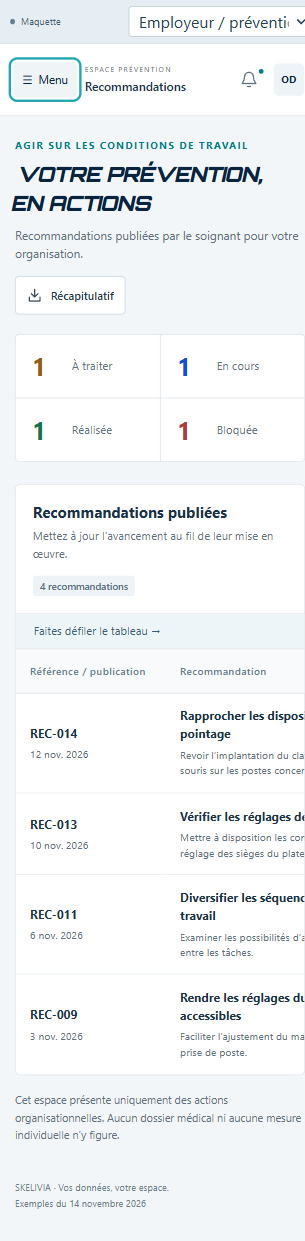 Maquette
Employeur / préventi
☰ Menu
ESPACE PRÉVENTION
Recommandations
OD
AGIR SUR LES CONDITIONS DE TRAVAIL
VOTRE PRÉVENTION,
EN ACTIONS
Recommandations publiées par le soignant pour votre
organisation.
Récapitulatif
1 À traiter
1 En cours
1 Réalisée
1 Bloquée
Recommandations publiées
Mettez à jour l'avancement au fil de leur mise en
œuvre.
4 recommandations
Faites défiler le tableau →
Référence / publication Recommandation
REC-014
12 nov. 2026
Rapprocher les dispos
pointage
Revoir l'implantation du cla
souris sur les postes concer
REC-013
10 nov. 2026
Vérifier les réglages de
Mettre à disposition les con
réglage des sièges du plate
REC-011
6 nov. 2026
Diversifier les séquenc
travail
Examiner les possibilités d'a
entre les tâches.
REC-009
3 nov. 2026
Rendre les réglages du
accessibles
Faciliter l'ajustement du ma
prise de poste.
Cet espace présente uniquement des actions
organisationnelles. Aucun dossier médical ni aucune mesure
individuelle n'y figure.
SKELIVIA · Vos données, votre espace.
Exemples du 14 novembre 2026